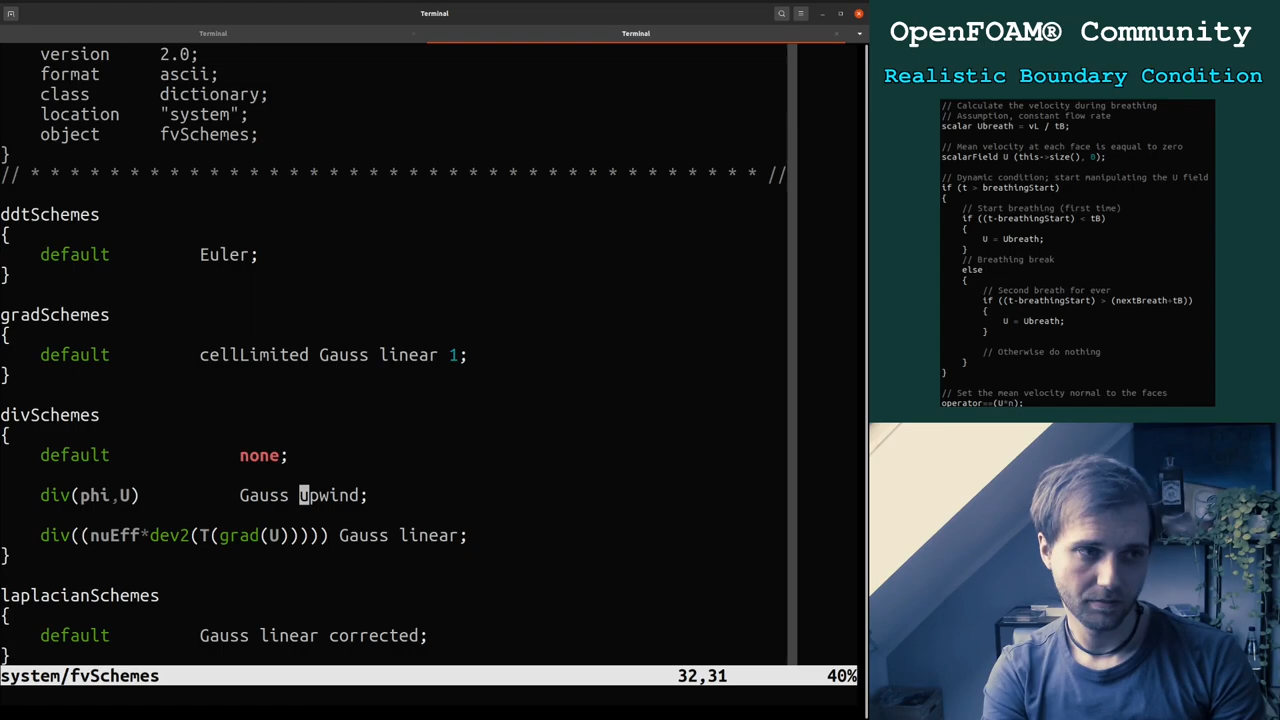 Terminal
Terminal
Terminal
version 2.0;
format ascii;
class dictionary;
location "system";
object fvSchemes;
}
// * * * * * * * * * * * * * * * * * * * * * * * * * * * * * * * * * * * * * //
ddtSchemes
{
default Euler;
}
gradSchemes
{
default cellLimited Gauss linear 1;
}
divSchemes
{
default none;
div(phi,U) Gauss upwind;
div((nuEff*dev2(T(grad(U))))) Gauss linear;
}
laplacianSchemes
{
default Gauss linear corrected;
}
system/fvSchemes 32,31 40%
OpenFOAM® Community
Realistic Boundary Condition
// Calculate the velocity during breathing
// Assumption, constant flow rate
scalar Ubreath = vL / tB;
// Mean velocity at each face is eaqual to zero
scalarField U (this->size(), 0);
// Dynamic condition; start manipulating the U field
if (t > breathingStart)
{
// Start breathing (first time)
if ((t-breathingStart) < tB)
{
U = Ubreath;
}
// Breathing break
else
{
// Second breath for ever
if ((t-breathingStart) > (nextBreath+tB))
{
U = Ubreath;
}
// Otherwise do nothing
}
}
// Set the mean velocity normal to the faces
operator==(U*n);